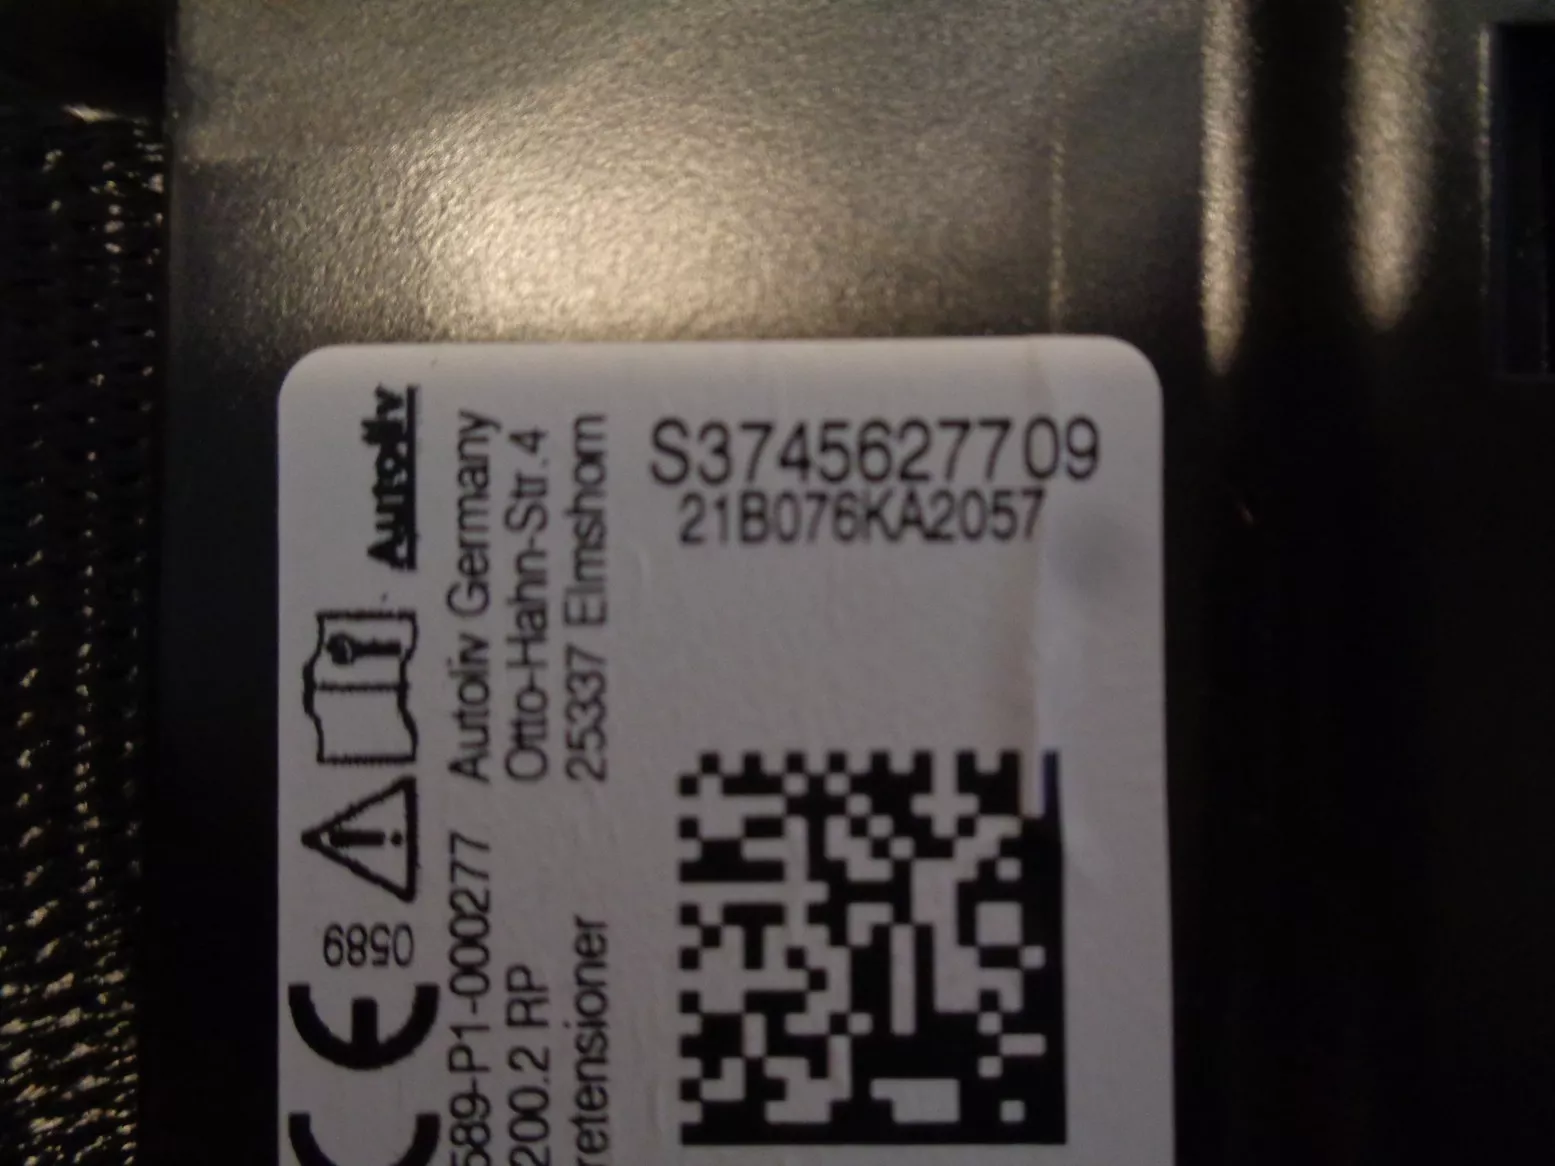 Autoliv
0589
589-P1-000277
200.2 RP
retensioner
Autoliv Germany
Otto-Hahn-Str.4
25337 Elmshorn
S3745627709
21B076KA2057